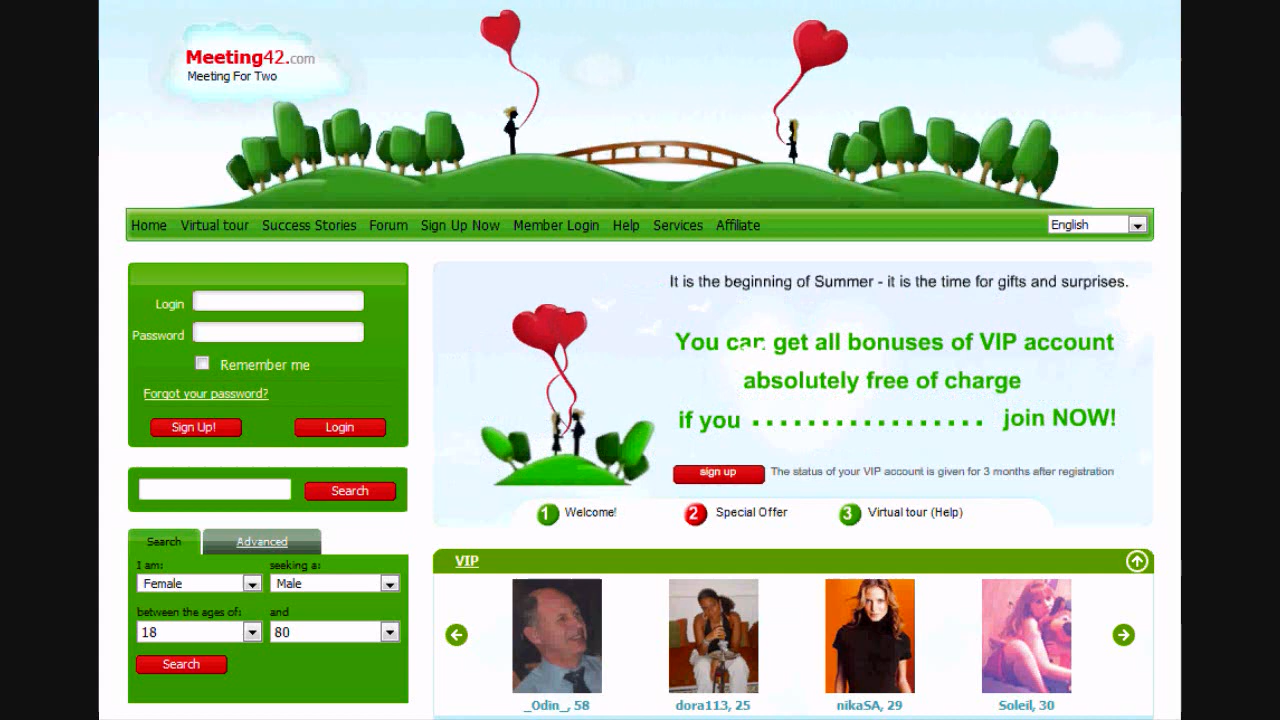 Meeting42.com
Meeting For Two
Home Virtual tour Success Stories Forum Sign Up Now Member Login Help Services Affiliate English
Login
Password
Remember me
Forgot your password?
Sign Up! Login
Search
Search Advanced
I am: seeking a:
Female Male
between the ages of: and
18 80
Search
It is the beginning of Summer - it is the time for gifts and surprises.
You can get all bonuses of VIP account
absolutely free of charge
if you . . . . . . . . . . . . . . . . . join NOW!
sign up The status of your VIP account is given for 3 months after registration
1 Welcome! 2 Special Offer 3 Virtual tour (Help)
VIP
_Odin_, 58 dora113, 25 nikaSA, 29 Soleil, 30